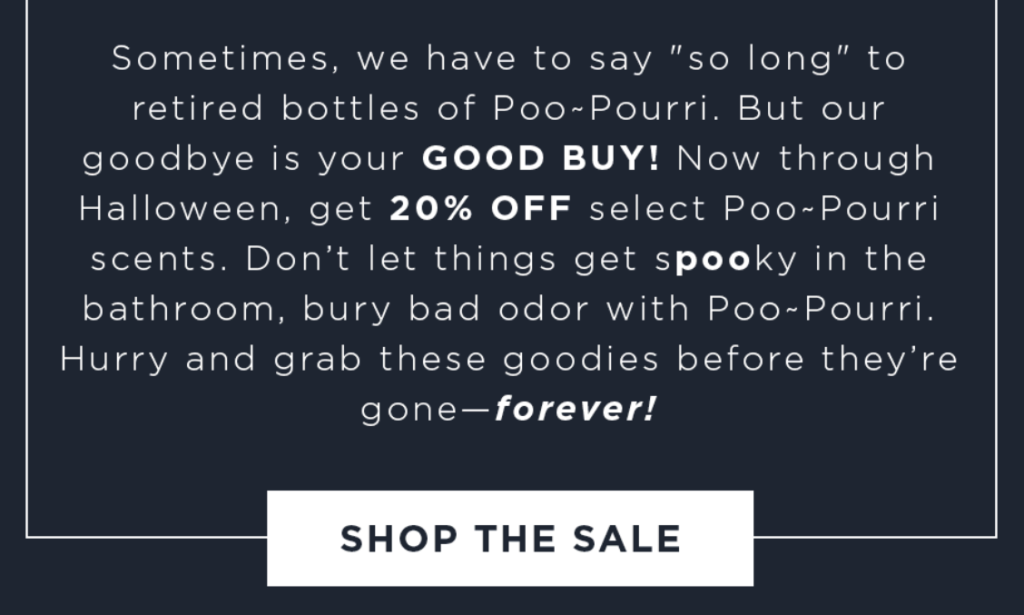 Sometimes, we have to say "so long" to
retired bottles of Poo~Pourri. But our
goodbye is your GOOD BUY! Now through
Halloween, get 20% OFF select Poo~Pourri
scents. Don’t let things get spooky in the
bathroom, bury bad odor with Poo~Pourri.
Hurry and grab these goodies before they’re
gone—forever!
SHOP THE SALE